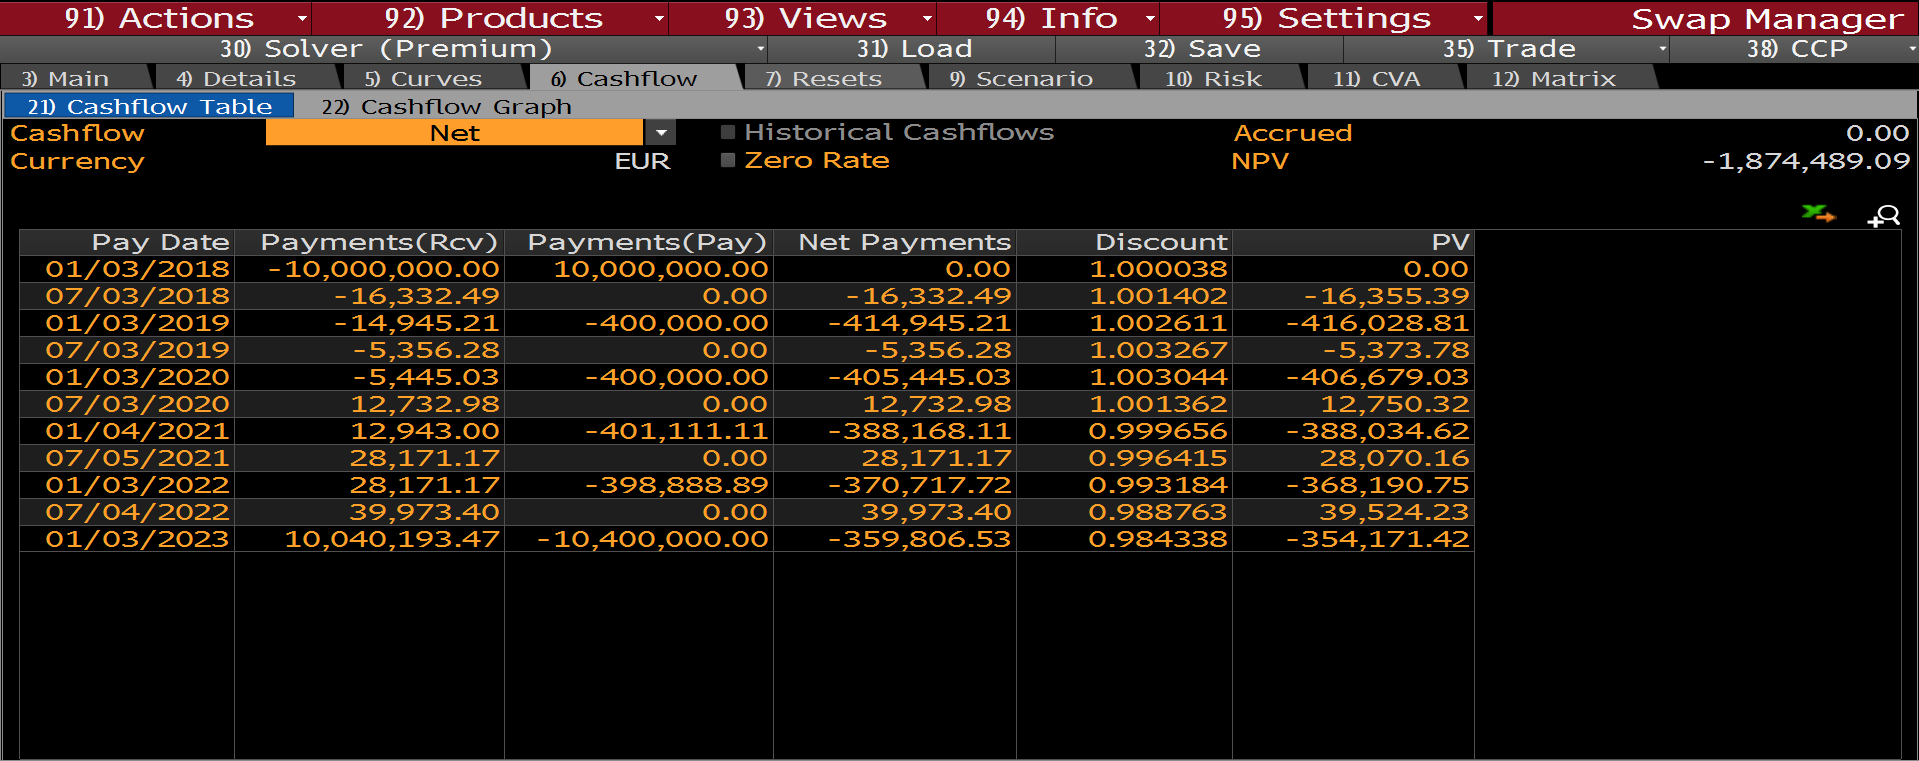 91) Actions 92) Products 93) Views 94) Info 95) Settings Swap Manager
30) Solver (Premium) 31) Load 32) Save 35) Trade 38) CCP
3) Main 4) Details 5) Curves 6) Cashflow 7) Resets 9) Scenario 10) Risk 11) CVA 12) Matrix
21) Cashflow Table 22) Cashflow Graph
Cashflow Net Historical Cashflows Accrued 0.00
Currency EUR Zero Rate NPV -1,874,489.09
Pay Date Payments(Rcv) Payments(Pay) Net Payments Discount PV
01/03/2018 -10,000,000.00 10,000,000.00 0.00 1.000038 0.00
07/03/2018 -16,332.49 0.00 -16,332.49 1.001402 -16,355.39
01/03/2019 -14,945.21 -400,000.00 -414,945.21 1.002611 -416,028.81
07/03/2019 -5,356.28 0.00 -5,356.28 1.003267 -5,373.78
01/03/2020 -5,445.03 -400,000.00 -405,445.03 1.003044 -406,679.03
07/03/2020 12,732.98 0.00 12,732.98 1.001362 12,750.32
01/04/2021 12,943.00 -401,111.11 -388,168.11 0.999656 -388,034.62
07/05/2021 28,171.17 0.00 28,171.17 0.996415 28,070.16
01/03/2022 28,171.17 -398,888.89 -370,717.72 0.993184 -368,190.75
07/04/2022 39,973.40 0.00 39,973.40 0.988763 39,524.23
01/03/2023 10,040,193.47 -10,400,000.00 -359,806.53 0.984338 -354,171.42